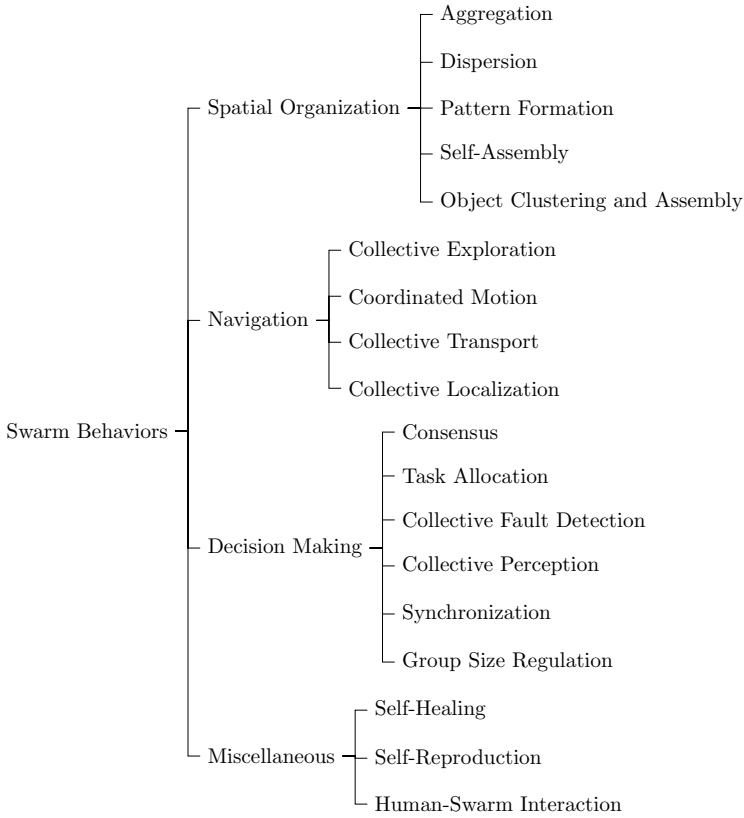 Swarm Behaviors
Spatial Organization
Aggregation
Dispersion
Pattern Formation
Self-Assembly
Object Clustering and Assembly
Navigation
Collective Exploration
Coordinated Motion
Collective Transport
Collective Localization
Decision Making
Consensus
Task Allocation
Collective Fault Detection
Collective Perception
Synchronization
Group Size Regulation
Miscellaneous
Self-Healing
Self-Reproduction
Human-Swarm Interaction